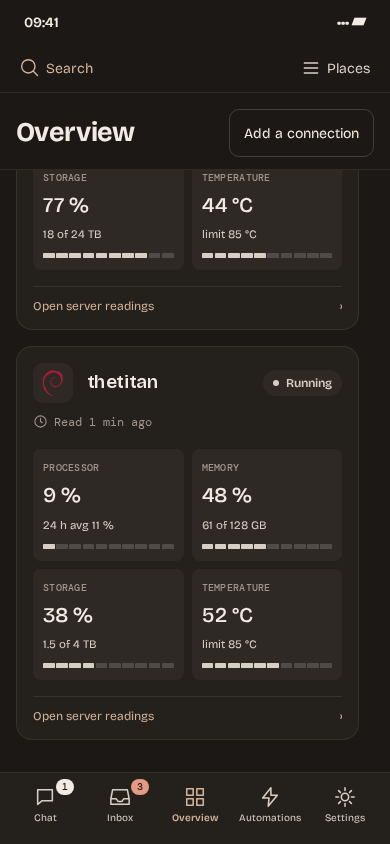 09:41
Search
Places
Overview
Add a connection
STORAGE
TEMPERATURE
77 %
44 °C
18 of 24 TB
limit 85 °C
Open server readings
thetitan
Running
Read 1 min ago
PROCESSOR
MEMORY
9 %
48 %
24 h avg 11 %
61 of 128 GB
STORAGE
TEMPERATURE
38 %
52 °C
1.5 of 4 TB
limit 85 °C
Open server readings
1
3
Chat
Inbox
Overview
Automations
Settings